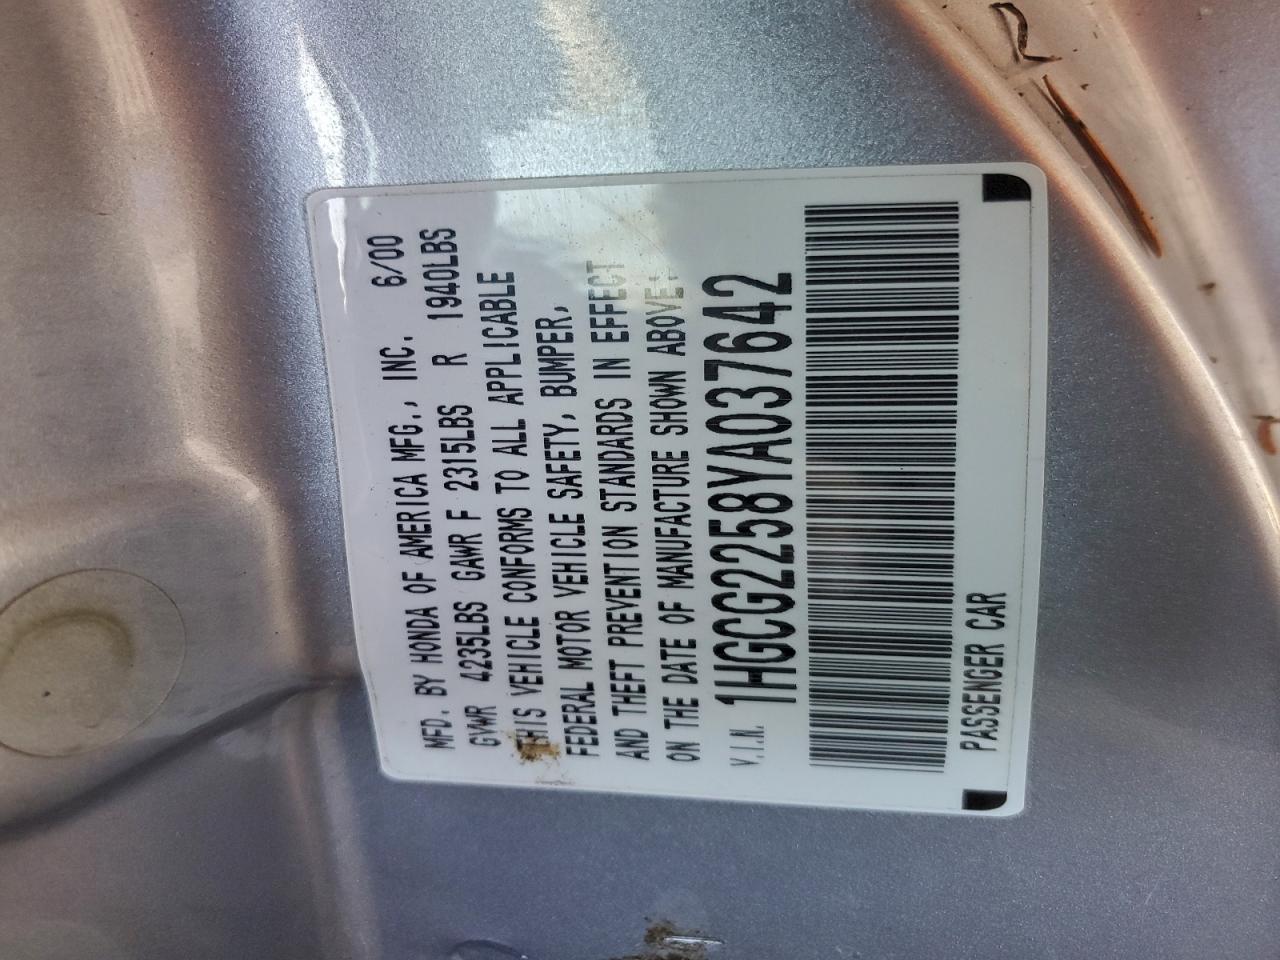 MFD. BY HONDA OF AMERICA MFG., INC. 6/00
GVWR 4235LBS GAWR F 2315LBS R 1940LBS
THIS VEHICLE CONFORMS TO ALL APPLICABLE
FEDERAL MOTOR VEHICLE SAFETY, BUMPER,
AND THEFT PREVENTION STANDARDS IN EFFECT
ON THE DATE OF MANUFACTURE SHOWN ABOVE.
V.I.N. 1HGCG2258YA037642
PASSENGER CAR